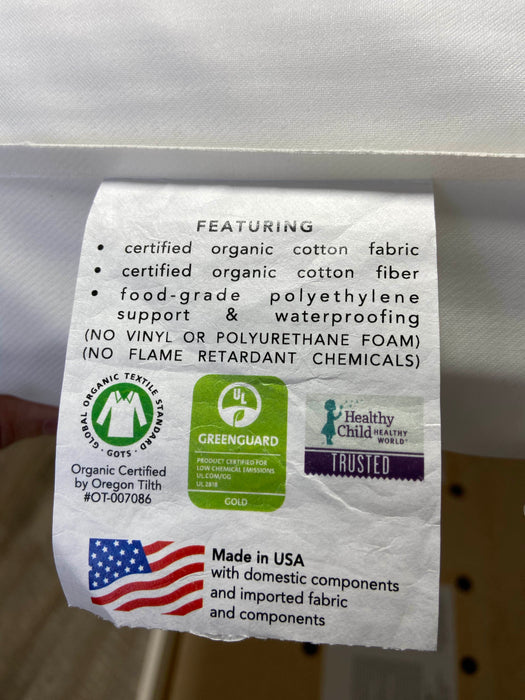 FEATURING
• certified organic cotton fabric
• certified organic cotton fiber
• food-grade polyethylene
support & waterproofing
(NO VINYL OR POLYURETHANE FOAM)
(NO FLAME RETARDANT CHEMICALS)
GLOBAL ORGANIC TEXTILE STANDARD
· GOTS ·
Organic Certified
by Oregon Tilth
#OT-007086
UL
GREENGUARD
PRODUCT CERTIFIED FOR
LOW CHEMICAL EMISSIONS
UL.COM/GG
UL 2818
GOLD
Healthy
Child HEALTHY
WORLD
TRUSTED
Made in USA
with domestic components
and imported fabric
and components